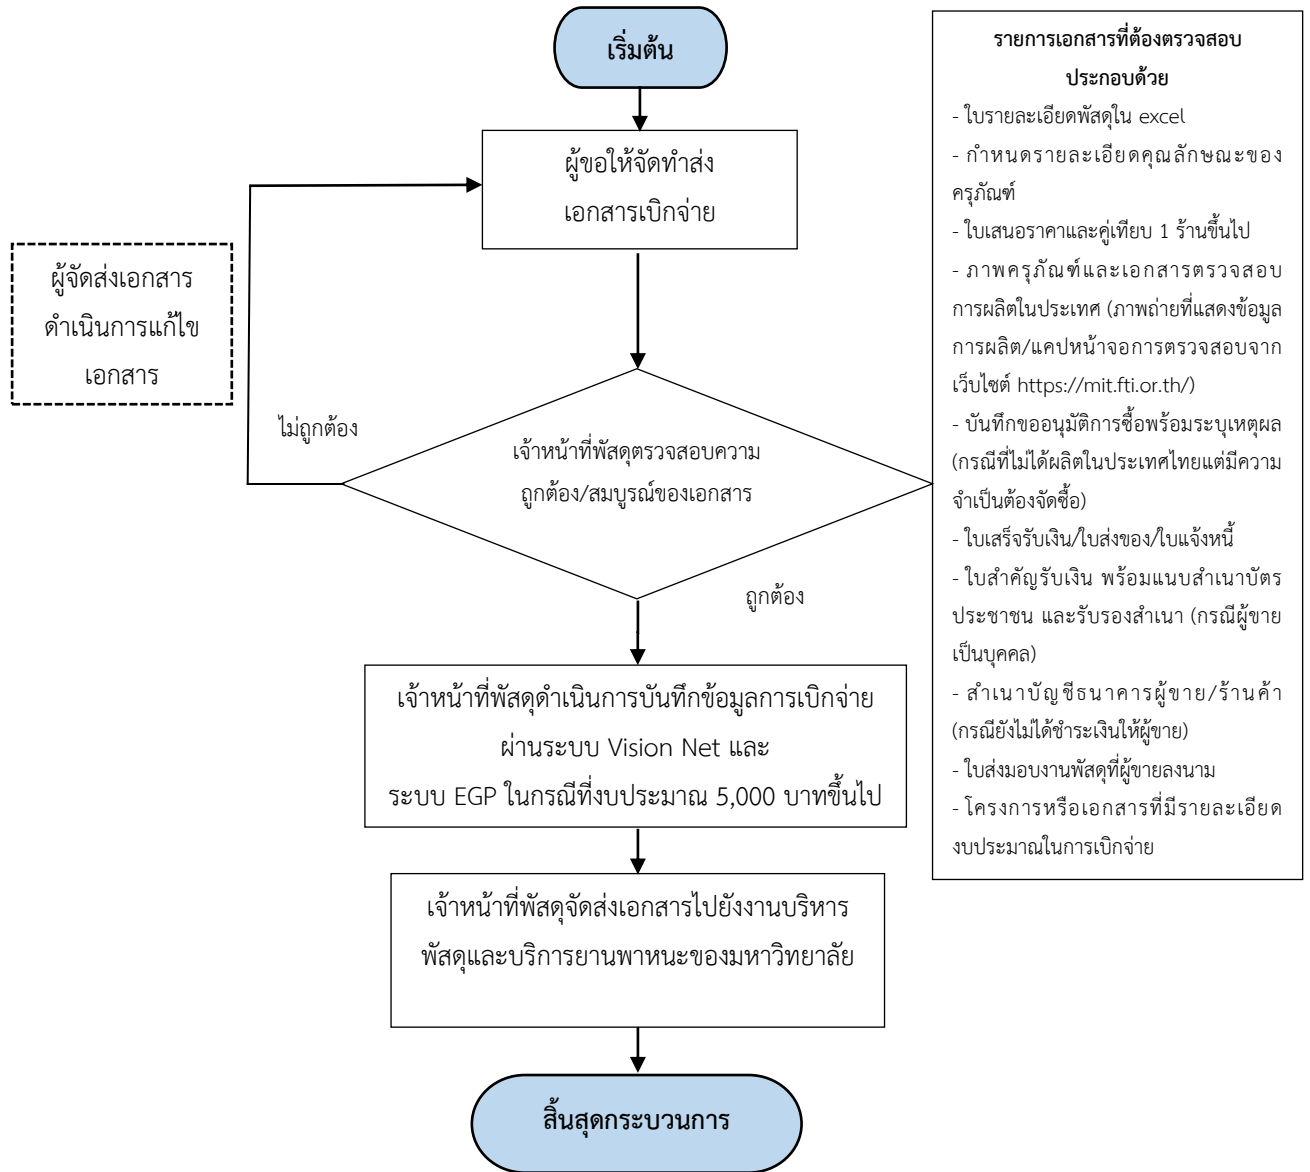 เริ่มต้น
ผู้ขอให้จัดทำส่ง
เอกสารเบิกจ่าย
ผู้จัดส่งเอกสาร
ดำเนินการแก้ไข
เอกสาร
ไม่ถูกต้อง
เจ้าหน้าที่พัสดุตรวจสอบความ
ถูกต้อง/สมบูรณ์ของเอกสาร
ถูกต้อง
เจ้าหน้าที่พัสดุดำเนินการบันทึกข้อมูลการเบิกจ่าย
ผ่านระบบ Vision Net และ
ระบบ EGP ในกรณีที่งบประมาณ 5,000 บาทขึ้นไป
เจ้าหน้าที่พัสดุจัดส่งเอกสารไปยังงานบริหาร
พัสดุและบริการยานพาหนะของมหาวิทยาลัย
สิ้นสุดกระบวนการ
รายการเอกสารที่ต้องตรวจสอบ
ประกอบด้วย
- ใบรายละเอียดพัสดุใน excel
- กำหนดรายละเอียดคุณลักษณะของ
ครุภัณฑ์
- ใบเสนอราคาและคู่เทียบ 1 ร้านขึ้นไป
- ภาพครุภัณฑ์และเอกสารตรวจสอบ
การผลิตในประเทศ (ภาพถ่ายที่แสดงข้อมูล
การผลิต/แคปหน้าจอการตรวจสอบจาก
เว็บไซต์ https://mit.fti.or.th/)
- บันทึกขออนุมัติการซื้อพร้อมระบุเหตุผล
(กรณีที่ไม่ได้ผลิตในประเทศไทยแต่มีความ
จำเป็นต้องจัดซื้อ)
- ใบเสร็จรับเงิน/ใบส่งของ/ใบแจ้งหนี้
- ใบสำคัญรับเงิน พร้อมแนบสำเนาบัตร
ประชาชน และรับรองสำเนา (กรณีผู้ขาย
เป็นบุคคล)
- สำเนาบัญชีธนาคารผู้ขาย/ร้านค้า
(กรณียังไม่ได้ชำระเงินให้ผู้ขาย)
- ใบส่งมอบงานพัสดุที่ผู้ขายลงนาม
- โครงการหรือเอกสารที่มีรายละเอียด
งบประมาณในการเบิกจ่าย